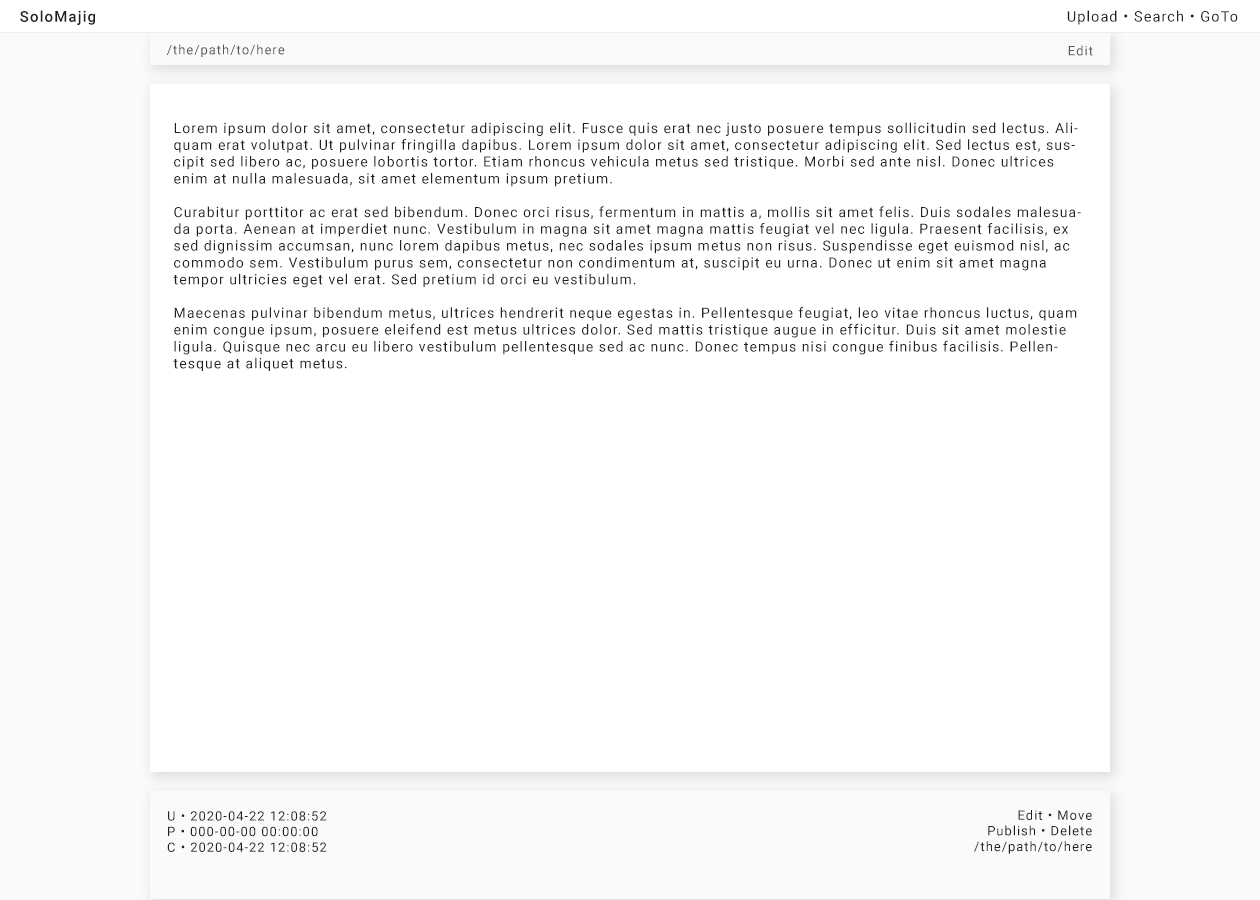 SoloMajig
Upload • Search • GoTo
/the/path/to/here
Edit
Lorem ipsum dolor sit amet, consectetur adipiscing elit. Fusce quis erat nec justo posuere tempus sollicitudin sed lectus. Ali-
quam erat volutpat. Ut pulvinar fringilla dapibus. Lorem ipsum dolor sit amet, consectetur adipiscing elit. Sed lectus est, sus-
cipit sed libero ac, posuere lobortis tortor. Etiam rhoncus vehicula metus sed tristique. Morbi sed ante nisl. Donec ultrices
enim at nulla malesuada, sit amet elementum ipsum pretium.
Curabitur porttitor ac erat sed bibendum. Donec orci risus, fermentum in mattis a, mollis sit amet felis. Duis sodales malesua-
da porta. Aenean at imperdiet nunc. Vestibulum in magna sit amet magna mattis feugiat vel nec ligula. Praesent facilisis, ex
sed dignissim accumsan, nunc lorem dapibus metus, nec sodales ipsum metus non risus. Suspendisse eget euismod nisl, ac
commodo sem. Vestibulum purus sem, consectetur non condimentum at, suscipit eu urna. Donec ut enim sit amet magna
tempor ultricies eget vel erat. Sed pretium id orci eu vestibulum.
Maecenas pulvinar bibendum metus, ultrices hendrerit neque egestas in. Pellentesque feugiat, leo vitae rhoncus luctus, quam
enim congue ipsum, posuere eleifend est metus ultrices dolor. Sed mattis tristique augue in efficitur. Duis sit amet molestie
ligula. Quisque nec arcu eu libero vestibulum pellentesque sed ac nunc. Donec tempus nisi congue finibus facilisis. Pellen-
tesque at aliquet metus.
U • 2020-04-22 12:08:52
P • 000-00-00 00:00:00
C • 2020-04-22 12:08:52
Edit • Move
Publish • Delete
/the/path/to/here